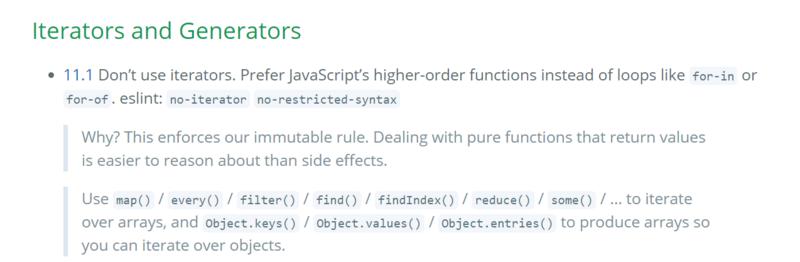 Iterators and Generators
• 11.1 Don’t use iterators. Prefer JavaScript’s higher-order functions instead of loops like for-in or
for-of. eslint: no-iterator no-restricted-syntax
Why? This enforces our immutable rule. Dealing with pure functions that return values
is easier to reason about than side effects.
Use map() / every() / filter() / find() / findIndex() / reduce() / some() / ... to iterate
over arrays, and Object.keys() / Object.values() / Object.entries() to produce arrays so
you can iterate over objects.